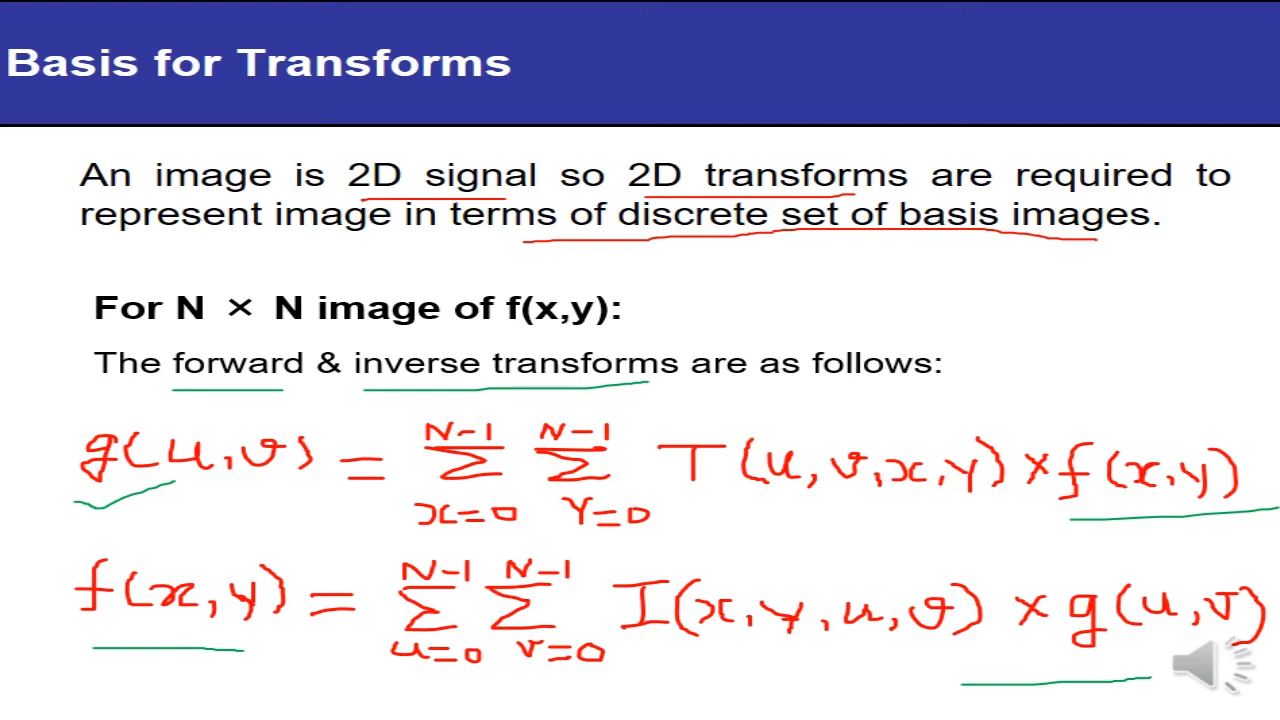 Basis for Transforms
An image is 2D signal so 2D transforms are required to
represent image in terms of discrete set of basis images.
For N × N image of f(x,y):
The forward & inverse transforms are as follows:
g(u,v) = N-1 Σ x=0 N-1 Σ y=0 T(u,v,x,y) × f(x,y)
f(x,y) = N-1 Σ u=0 N-1 Σ v=0 I(x,y,u,v) × g(u,v)